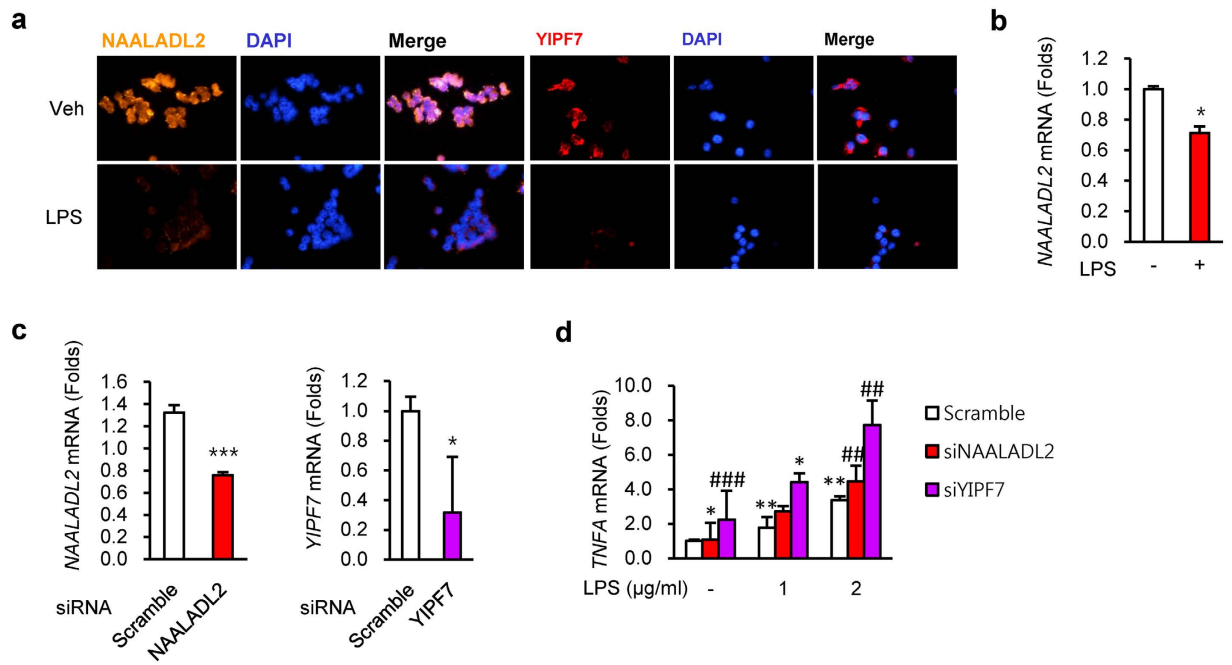 a
NAALADL2 DAPI Merge YIPF7 DAPI Merge
Veh
LPS
b
NAALADL2 mRNA (Folds)
1.2
1.0
0.8
0.6
0.4
0.2
0.0
*
LPS - +
c
NAALADL2 mRNA (Folds)
1.6
1.4
1.2
1.0
0.8
0.6
0.4
0.2
0.0
***
siRNA Scramble NAALADL2
YIPF7 mRNA (Folds)
1.2
1.0
0.8
0.6
0.4
0.2
0.0
*
siRNA Scramble YIPF7
d
TNFA mRNA (Folds)
10.0
8.0
6.0
4.0
2.0
0.0
* ### ** * ** ## ##
LPS (µg/ml) - 1 2
Scramble
siNAALADL2
siYIPF7